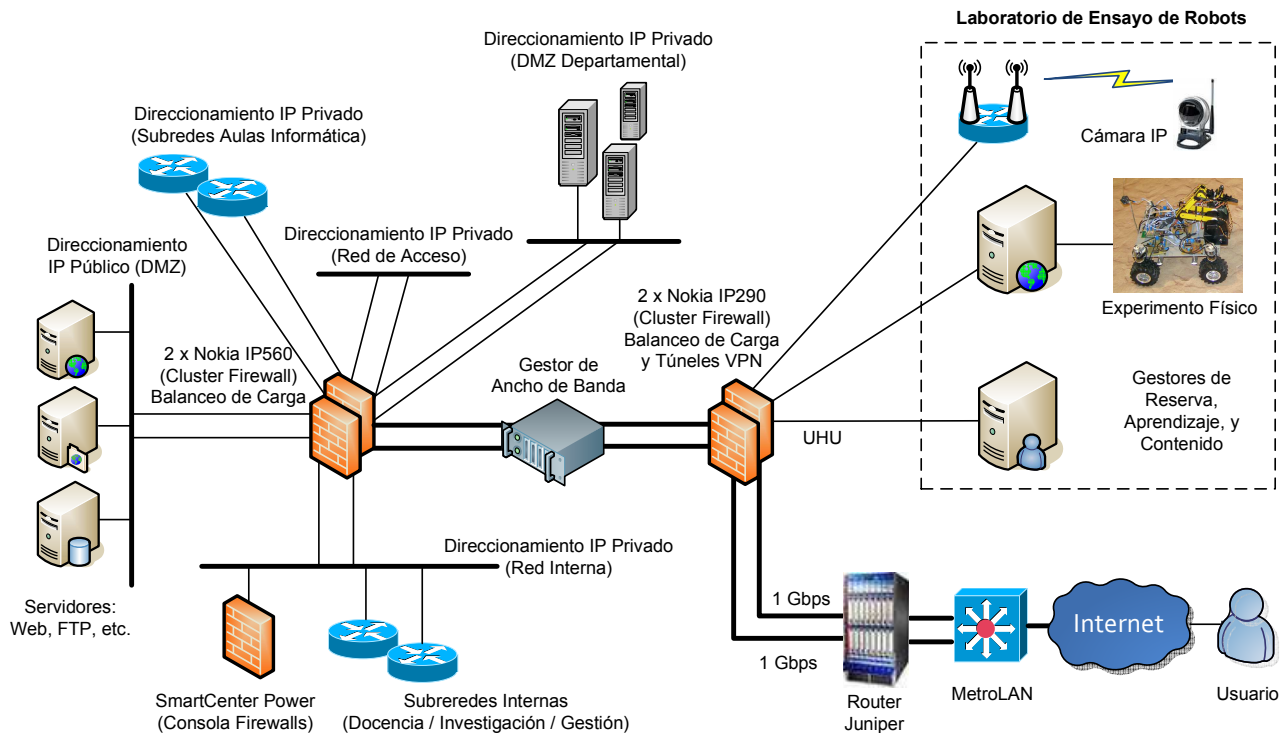 Laboratorio de Ensayo de Robots
Direccionamiento IP Privado
(DMZ Departamental)
Direccionamiento IP Privado
(Subredes Aulas Informática)
Cámara IP
Direccionamiento
IP Público (DMZ)
Direccionamiento IP Privado
(Red de Acceso)
2 x Nokia IP290
(Cluster Firewall)
Balanceo de Carga
y Túneles VPN
Experimento Físico
2 x Nokia IP560
(Cluster Firewall)
Balanceo de Carga
Gestor de
Ancho de Banda
Gestores de
Reserva,
Aprendizaje, y
Contenido
UHU
Direccionamiento IP Privado
(Red Interna)
Servidores:
Web, FTP, etc.
1 Gbps
1 Gbps
Internet
SmartCenter Power
(Consola Firewalls)
Subreredes Internas
(Docencia / Investigación / Gestión)
Router
Juniper
MetroLAN
Usuario